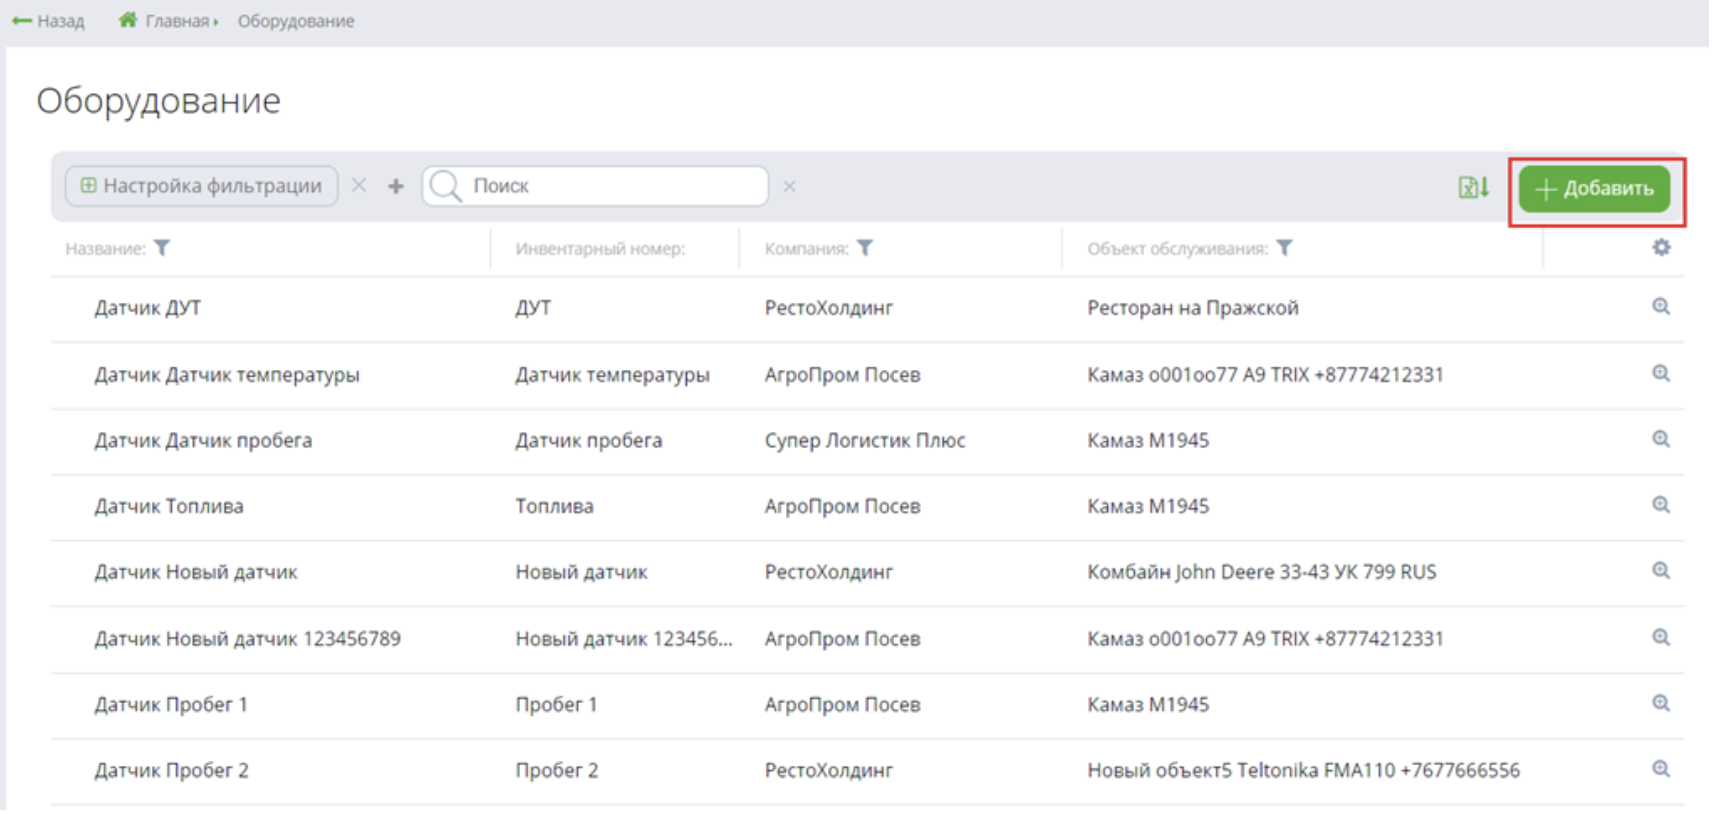 Назад Главная Оборудование
Оборудование
Настройка фильтрации Поиск Добавить
Название: Инвентарный номер: Компания: Объект обслуживания:
Датчик ДУТ ДУТ РестоХолдинг Ресторан на Пражской
Датчик Датчик температуры Датчик температуры АгроПром Посев Камаз о001оо77 А9 TRIX +87774212331
Датчик Датчик пробега Датчик пробега Супер Логистик Плюс Камаз М1945
Датчик Топлива Топлива АгроПром Посев Камаз М1945
Датчик Новый датчик Новый датчик РестоХолдинг Комбайн John Deere 33-43 УК 799 RUS
Датчик Новый датчик 123456789 Новый датчик 123456... АгроПром Посев Камаз о001оо77 А9 TRIX +87774212331
Датчик Пробег 1 Пробег 1 АгроПром Посев Камаз М1945
Датчик Пробег 2 Пробег 2 РестоХолдинг Новый объект5 Teltonika FMA110 +7677666556